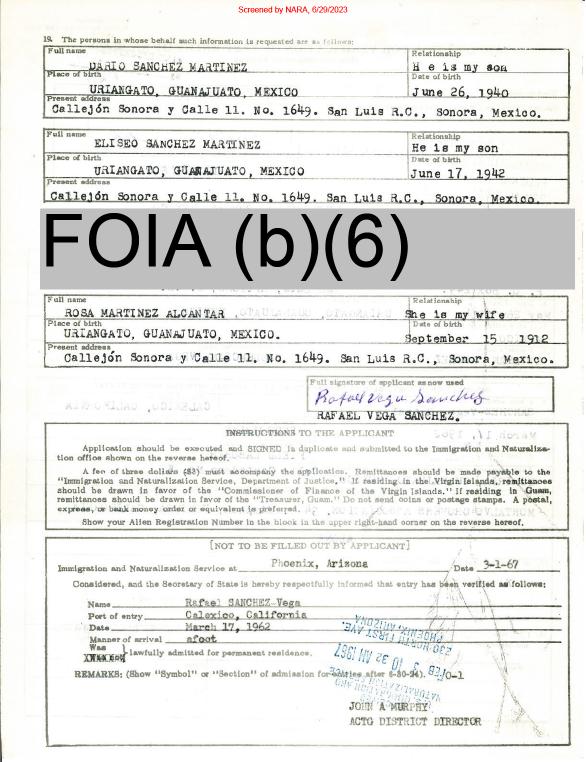 Screened by NARA, 6/29/2023
19. The persons in whose behalf such information is requested are as follows:
Full name
DARIO SANCHEZ MARTINEZ
Relationship
He is my son
Place of birth
URIANGATO, GUANAJUATO, MEXICO
Date of birth
June 26, 1940
Present address
Callejón Sonora y Calle 11. No. 1649. San Luis R.C., Sonora, Mexico.
Full name
ELISEO SANCHEZ MARTINEZ
Relationship
He is my son
Place of birth
URIANGATO, GUANAJUATO, MEXICO
Date of birth
June 17, 1942
Present address
Callejón Sonora y Calle 11. No. 1649. San Luis R.C., Sonora, Mexico.
FOIA (b)(6)
Full name
ROSA MARTINEZ ALCANTAR
Relationship
She is my wife
Place of birth
URIANGATO, GUANAJUATO, MEXICO.
Date of birth
September 15 1912
Present address
Callejón Sonora y Calle 11. No. 1649. San Luis R.C., Sonora, Mexico.
Full signature of applicant as now used
Rafael Vega Sanchez
RAFAEL VEGA SANCHEZ.
INSTRUCTIONS TO THE APPLICANT
Application should be executed and SIGNED in duplicate and submitted to the Immigration and Naturaliza-
tion office shown on the reverse hereof.
A fee of three dollars ($3) must accompany the application. Remittances should be made payable to the
"Immigration and Naturalization Service, Department of Justice." If residing in the Virgin Islands, remittances
should be drawn in favor of the "Commissioner of Finance of the Virgin Islands." If residing in Guam,
remittances should be drawn in favor of the "Treasurer, Guam." Do not send coins or postage stamps. A postal,
express, or bank money order or equivalent is preferred.
Show your Alien Registration Number in the block in the upper right-hand corner on the reverse hereof.
[NOT TO BE FILLED OUT BY APPLICANT]
Immigration and Naturalization Service at Phoenix, Arizona Date 3-1-67
Considered, and the Secretary of State is hereby respectfully informed that entry has been verified as follows:
Name Rafael SANCHEZ-Vega
Port of entry Calexico, California
Date March 17, 1962
Manner of arrival afoot
Was
lawfully admitted for permanent residence.
REMARKS: (Show "Symbol" or "Section" of admission for entries after 6-30-24). 0-1
230 NORTH FIRST AVE.
PHOENIX ARIZONA
FEB 3 10 32 AM 1967
JOHN A MURPHY
ACTG DISTRICT DIRECTOR